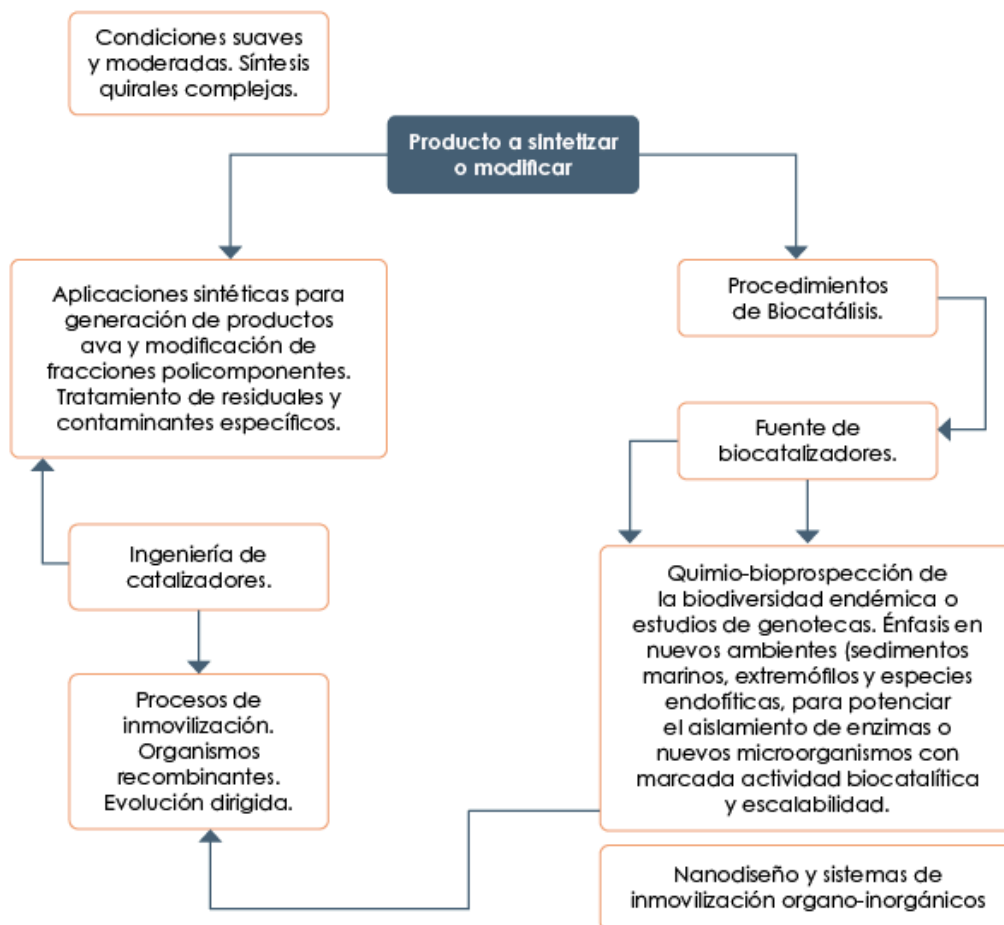 Condiciones suaves
y moderadas. Síntesis
quirales complejas.
Producto a sintetizar
o modificar
Aplicaciones sintéticas para
generación de productos
ava y modificación de
fracciones policomponentes.
Tratamiento de residuales y
contaminantes específicos.
Procedimientos
de Biocatálisis.
Fuente de
biocatalizadores.
Ingeniería de
catalizadores.
Procesos de
inmovilización.
Organismos
recombinantes.
Evolución dirigida.
Quimio-bioprospección de
la biodiversidad endémica o
estudios de genotecas. Énfasis en
nuevos ambientes (sedimentos
marinos, extremófilos y especies
endofíticas, para potenciar
el aislamiento de enzimas o
nuevos microorganismos con
marcada actividad biocatalítica
y escalabilidad.
Nanodiseño y sistemas de
inmovilización organo-inorgánicos